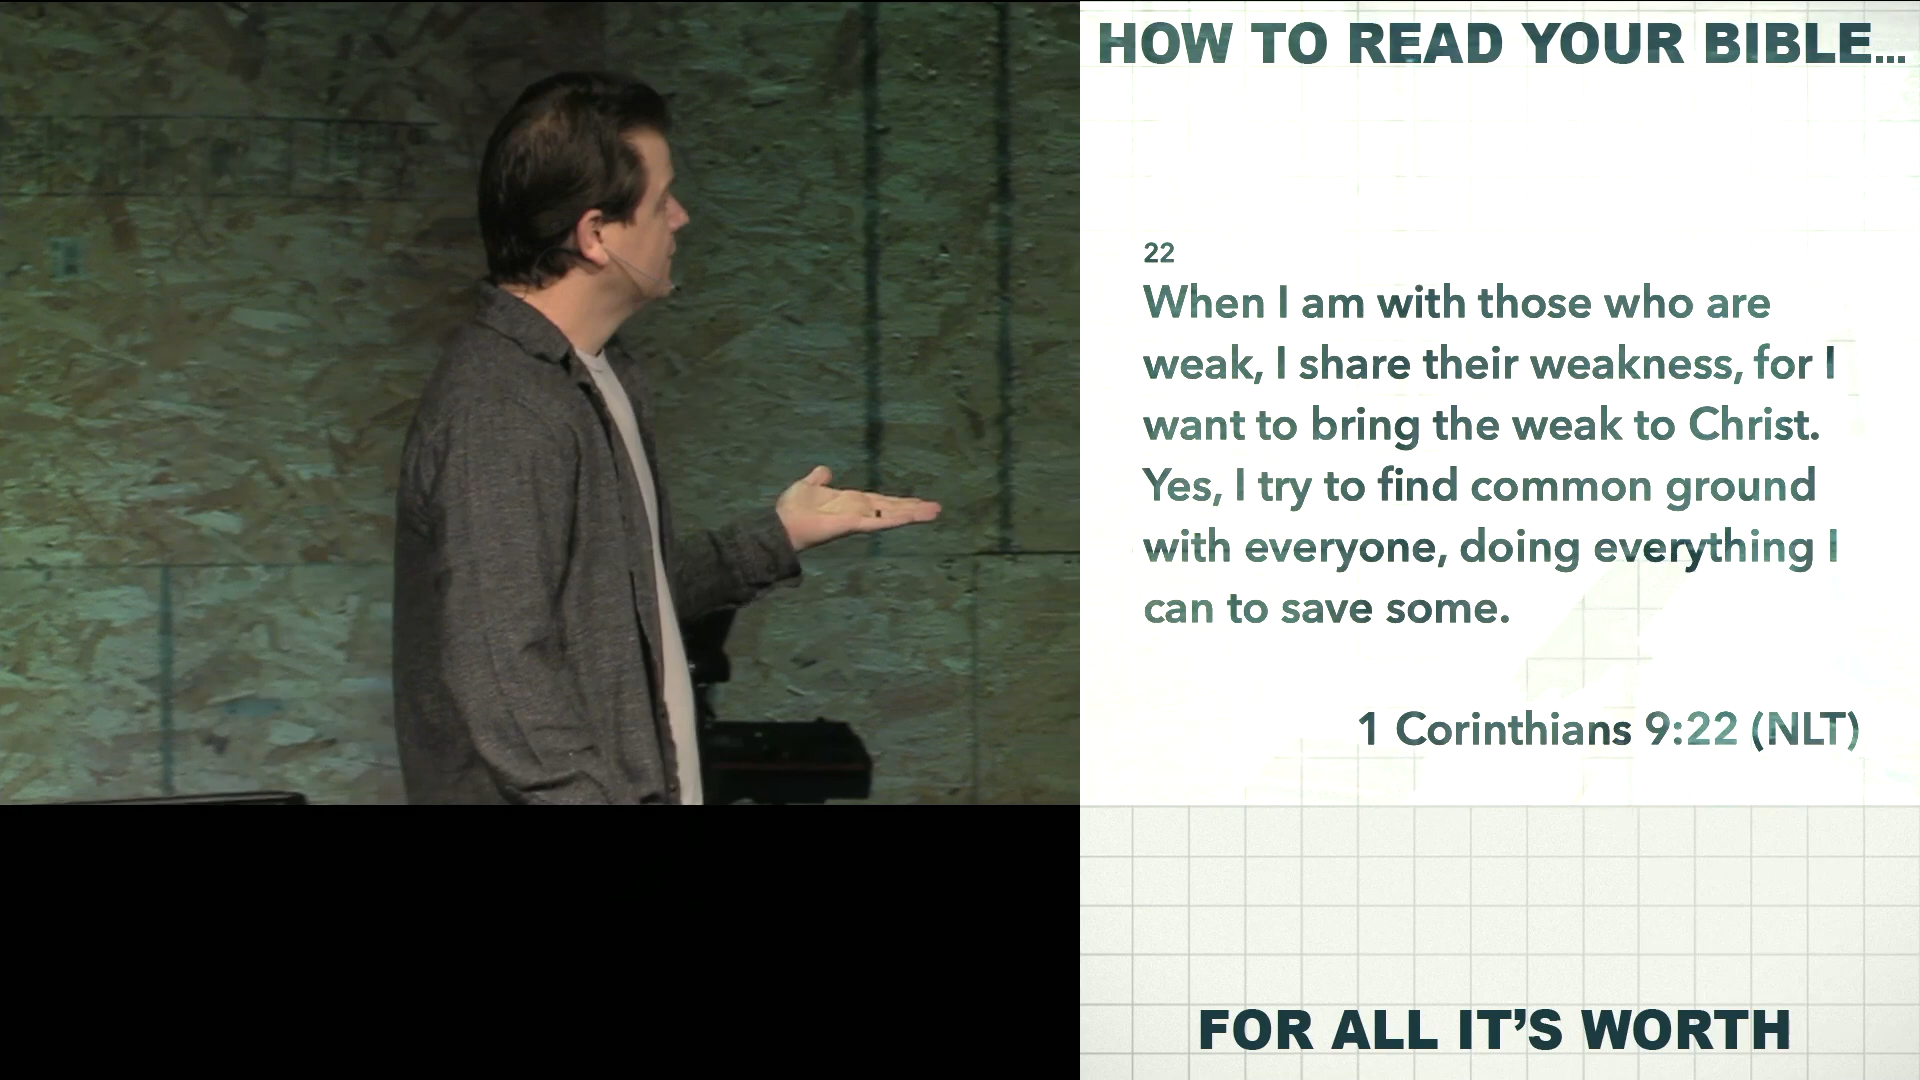 HOW TO READ YOUR BIBLE...
22
When I am with those who are
weak, I share their weakness, for I
want to bring the weak to Christ.
Yes, I try to find common ground
with everyone, doing everything I
can to save some.
1 Corinthians 9:22 (NLT)
FOR ALL IT’S WORTH